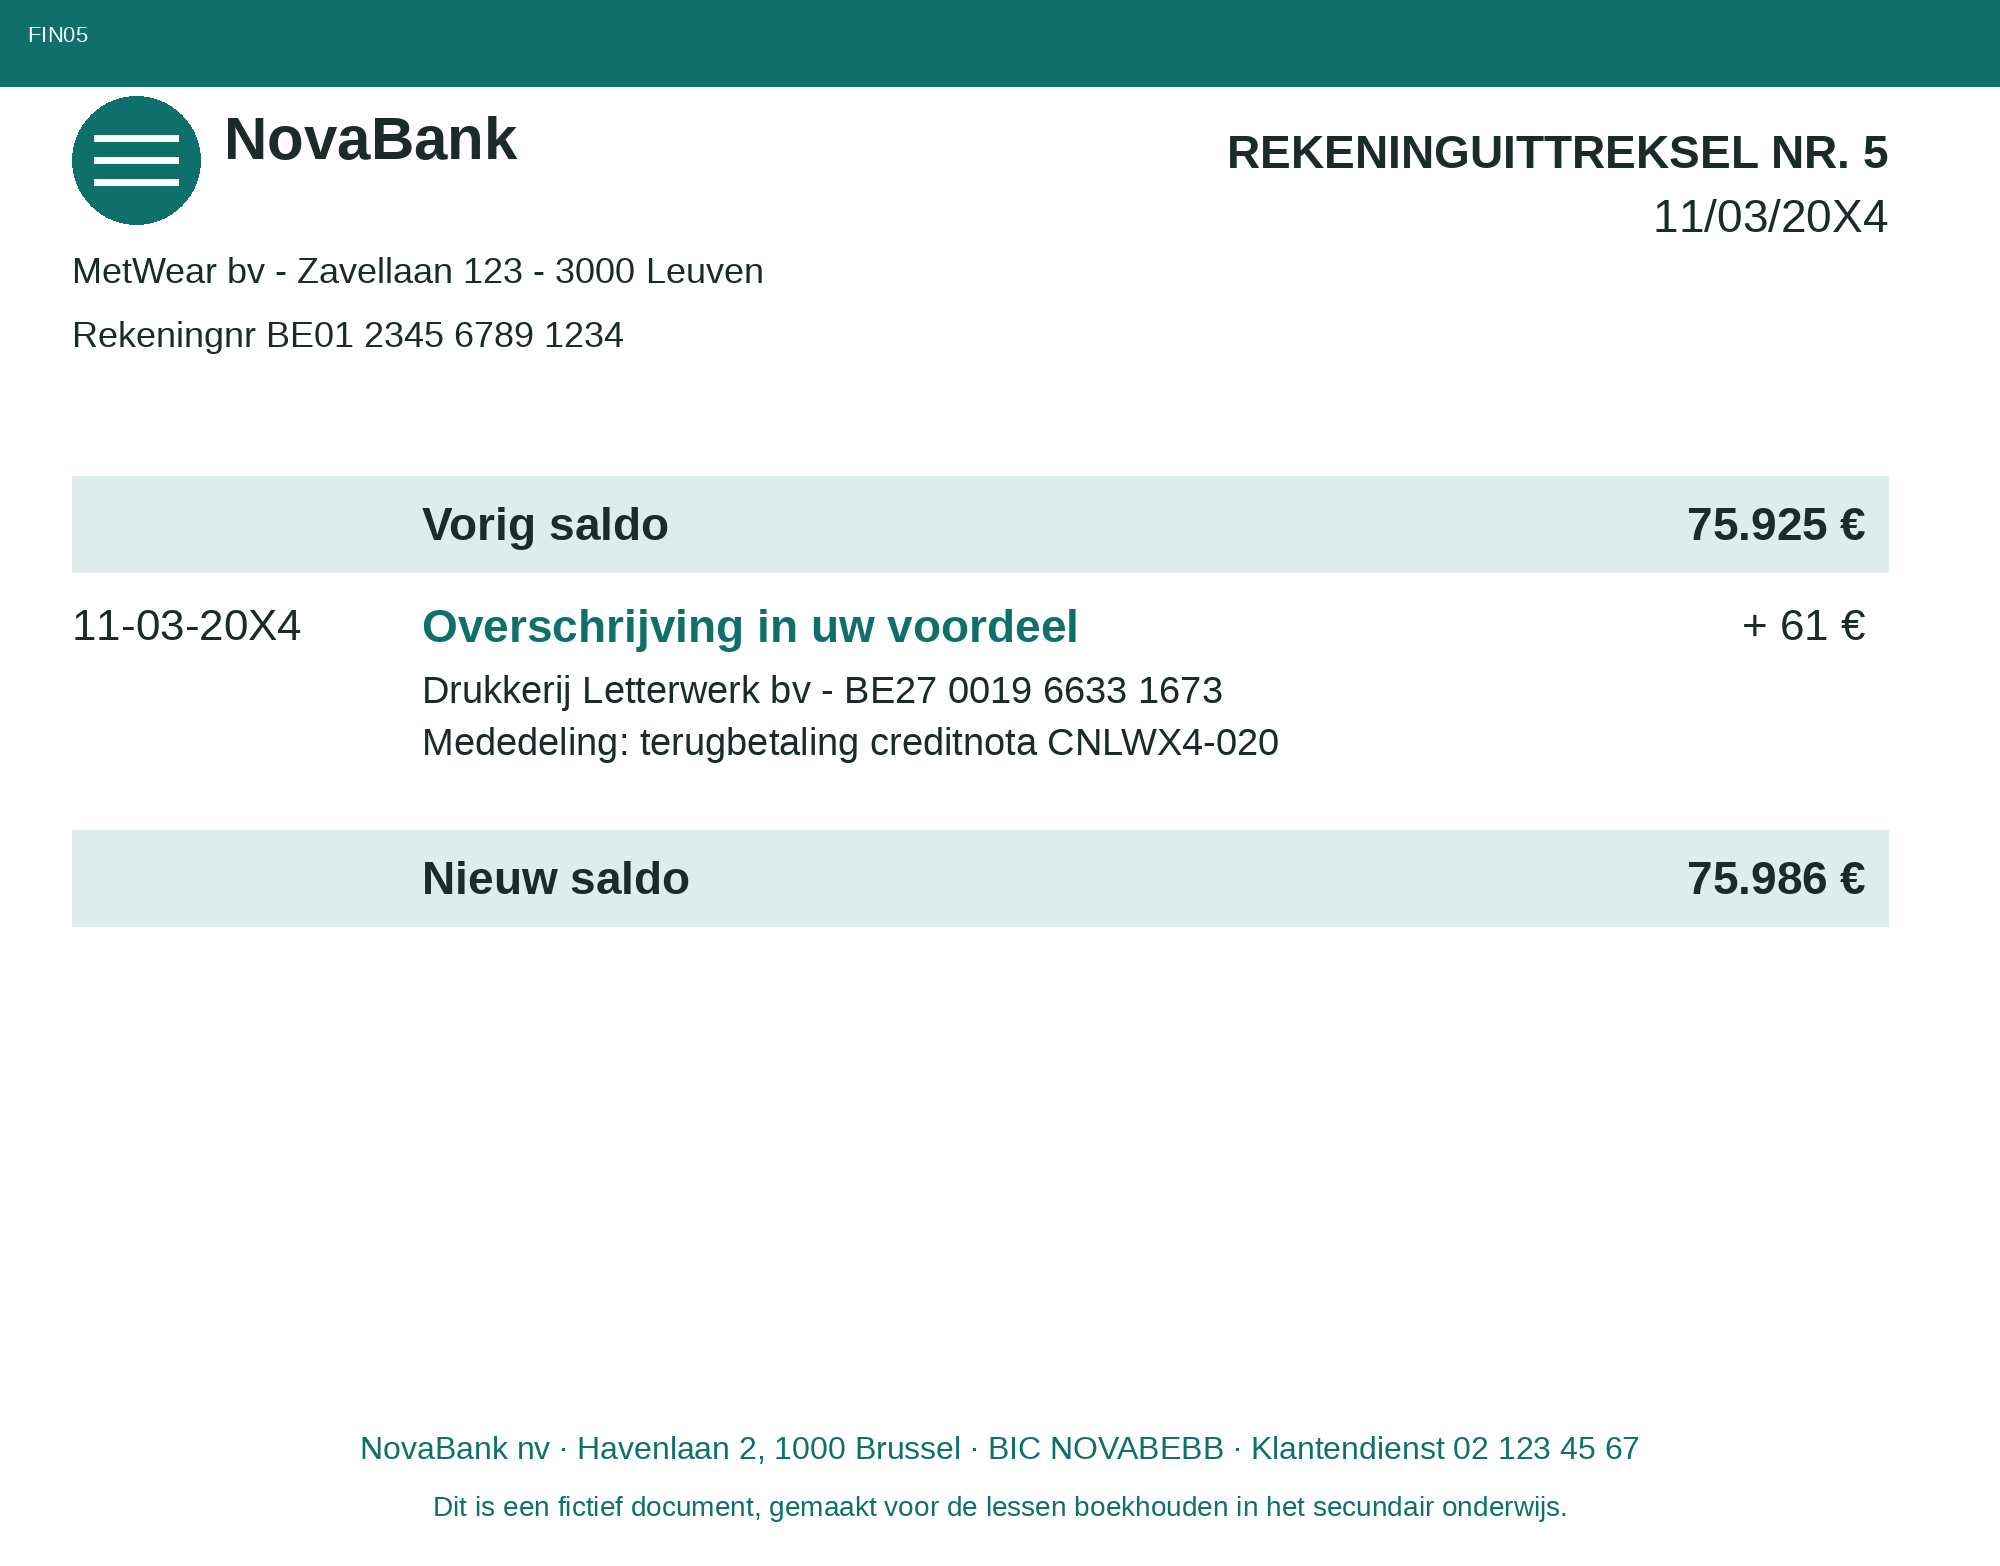 FIN05
NovaBank
REKENINGUITTREKSEL NR. 5
11/03/20X4
MetWear bv - Zavellaan 123 - 3000 Leuven
Rekeningnr BE01 2345 6789 1234
Vorig saldo 75.925 €
11-03-20X4 Overschrijving in uw voordeel + 61 €
Drukkerij Letterwerk bv - BE27 0019 6633 1673
Mededeling: terugbetaling creditnota CNLWX4-020
Nieuw saldo 75.986 €
NovaBank nv · Havenlaan 2, 1000 Brussel · BIC NOVABEBB · Klantendienst 02 123 45 67
Dit is een fictief document, gemaakt voor de lessen boekhouden in het secundair onderwijs.